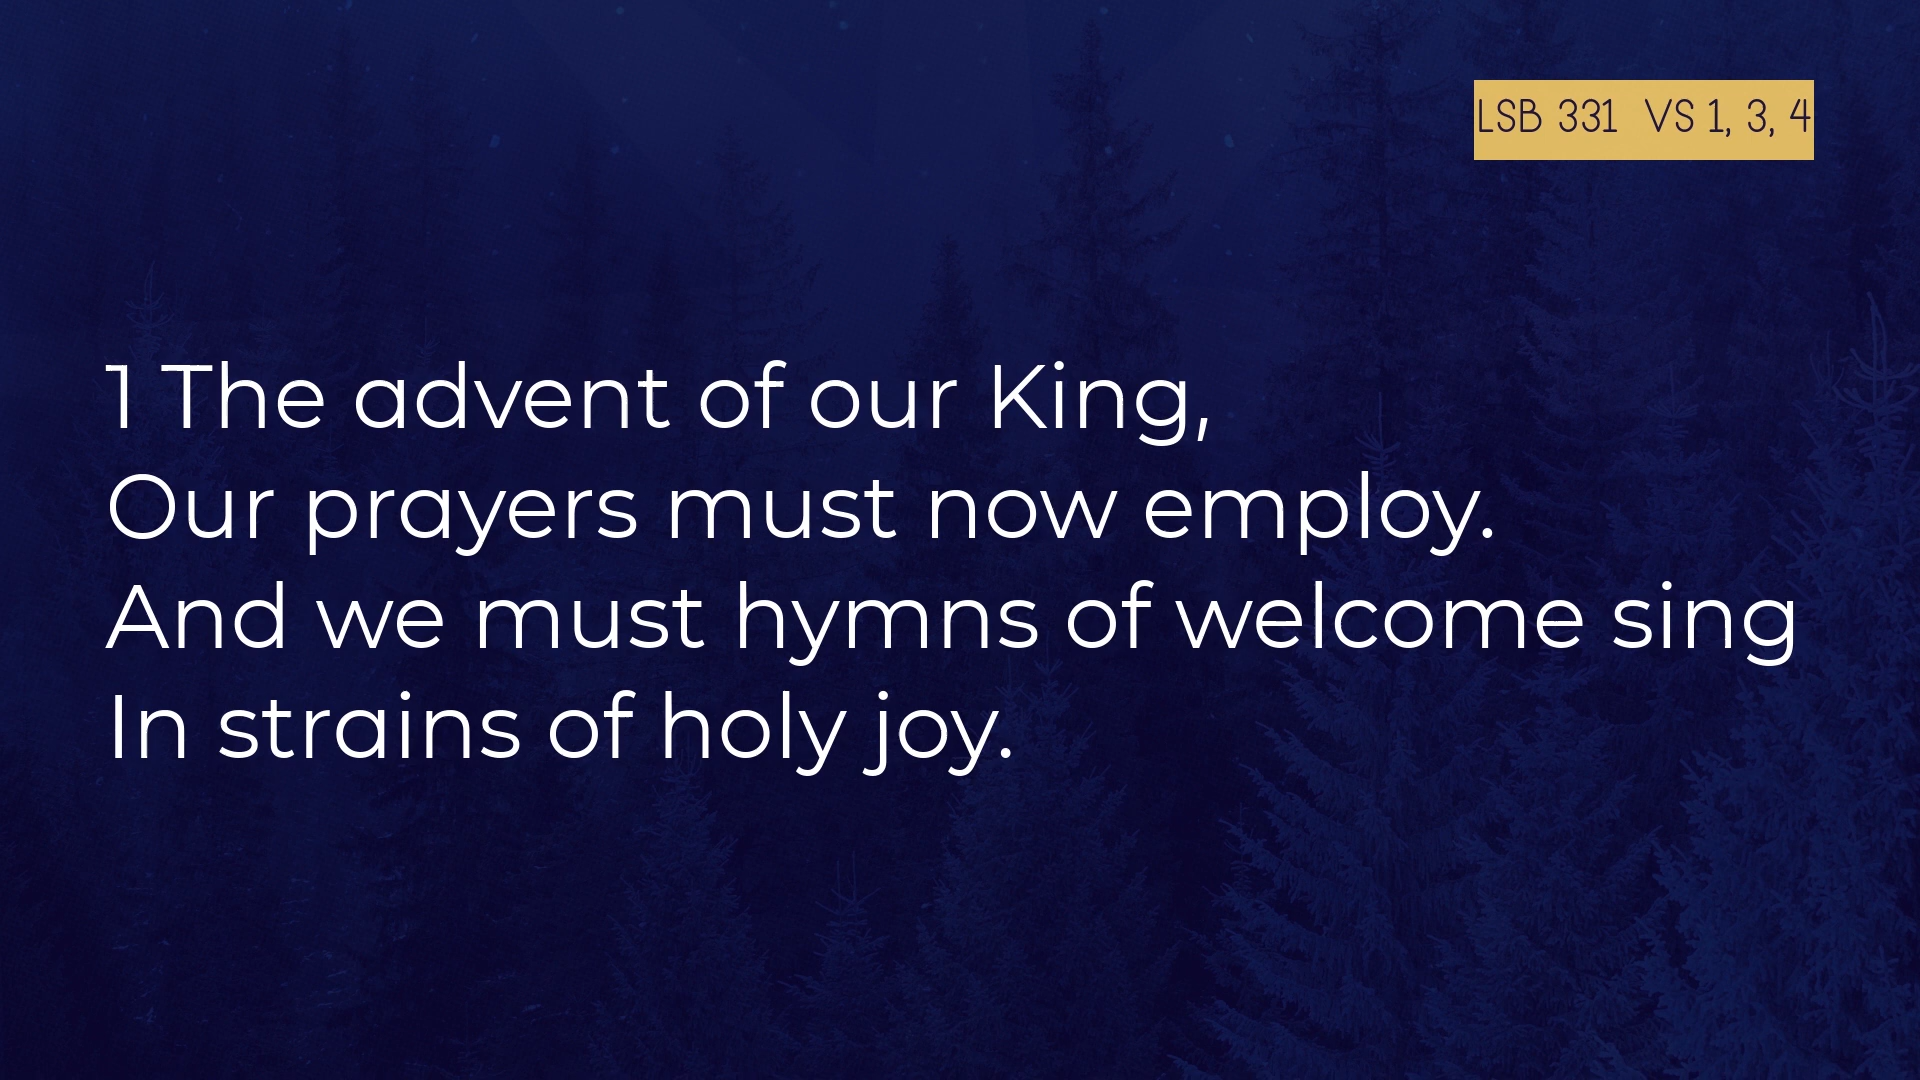 LSB 331 VS 1, 3, 4
1 The advent of our King,
Our prayers must now employ.
And we must hymns of welcome sing
In strains of holy joy.